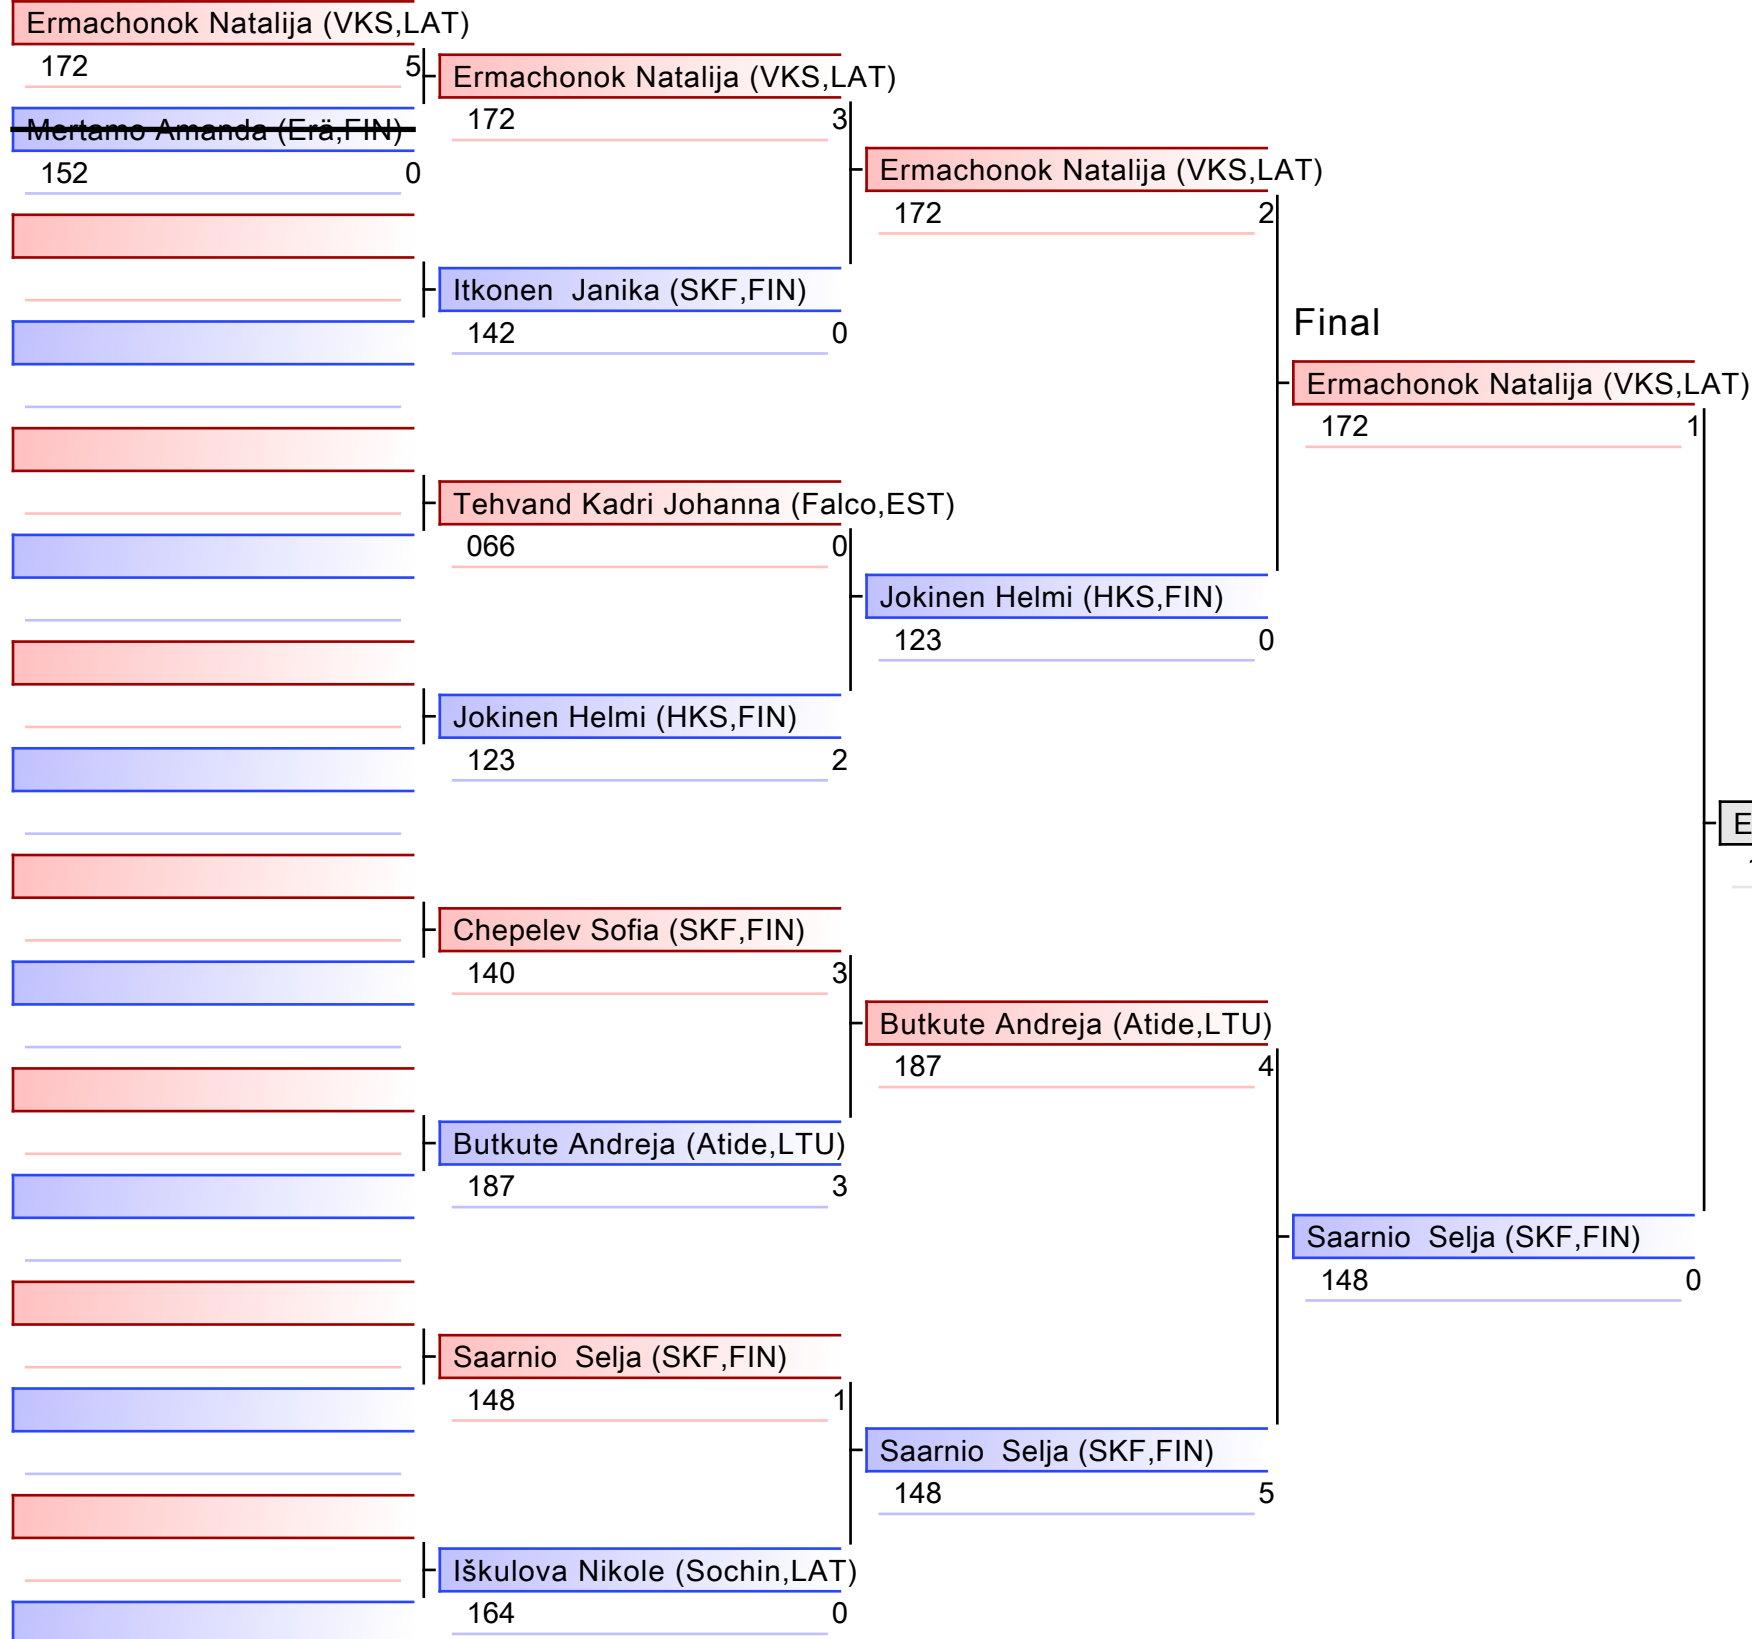 Ermachonok Natalija (VKS,LAT)
172 5
Mertamo Amanda (Erä,FIN)
152 0
Ermachonok Natalija (VKS,LAT)
172 3
Itkonen Janika (SKF,FIN)
142 0
Tehvand Kadri Johanna (Falco,EST)
066 0
Jokinen Helmi (HKS,FIN)
123 2
Chepelev Sofia (SKF,FIN)
140 3
Butkute Andreja (Atide,LTU)
187 3
Saarnio Selja (SKF,FIN)
148 1
Iškulova Nikole (Sochin,LAT)
164 0
Ermachonok Natalija (VKS,LAT)
172 2
Jokinen Helmi (HKS,FIN)
123 0
Butkute Andreja (Atide,LTU)
187 4
Saarnio Selja (SKF,FIN)
148 5
Final
Ermachonok Natalija (VKS,LAT)
172 1
Saarnio Selja (SKF,FIN)
148 0